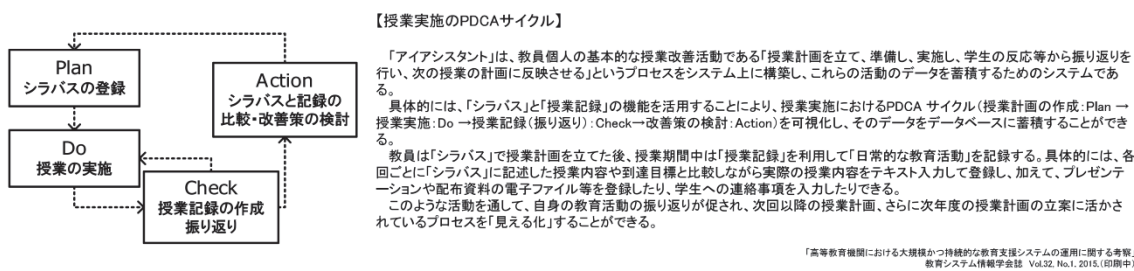 Plan
シラバスの登録
Do
授業の実施
Check
授業記録の作成
振り返り
Action
シラバスと記録の
比較・改善策の検討
【授業実施のPDCAサイクル】
「アイアシスタント」は、教員個人の基本的な授業改善活動である「授業計画を立て、準備し、実施し、学生の反応等から振り返りを
行い、次の授業の計画に反映させる」というプロセスをシステム上に構築し、これらの活動のデータを蓄積するためのシステムであ
る。
具体的には、「シラバス」と「授業記録」の機能を活用することにより、授業実施におけるPDCA サイクル(授業計画の作成:Plan →
授業実施:Do →授業記録(振り返り):Check→改善策の検討:Action)を可視化し、そのデータをデータベースに蓄積することができ
る。
教員は「シラバス」で授業計画を立てた後、授業期間中は「授業記録」を利用して「日常的な教育活動」を記録する。具体的には、各
回ごとに「シラバス」に記述した授業内容や到達目標と比較しながら実際の授業内容をテキスト入力して登録し、加えて、プレゼンテ
ーションや配布資料の電子ファイル等を登録したり、学生への連絡事項を入力したりできる。
このような活動を通して、自身の教育活動の振り返りが促され、次回以降の授業計画、さらに次年度の授業計画の立案に活かさ
れているプロセスを「見える化」することができる。
「高等教育機関における大規模かつ持続的な教育支援システムの運用に関する考察」
教育システム情報学会誌 Vol.32, No.1, 2015.(印刷中)